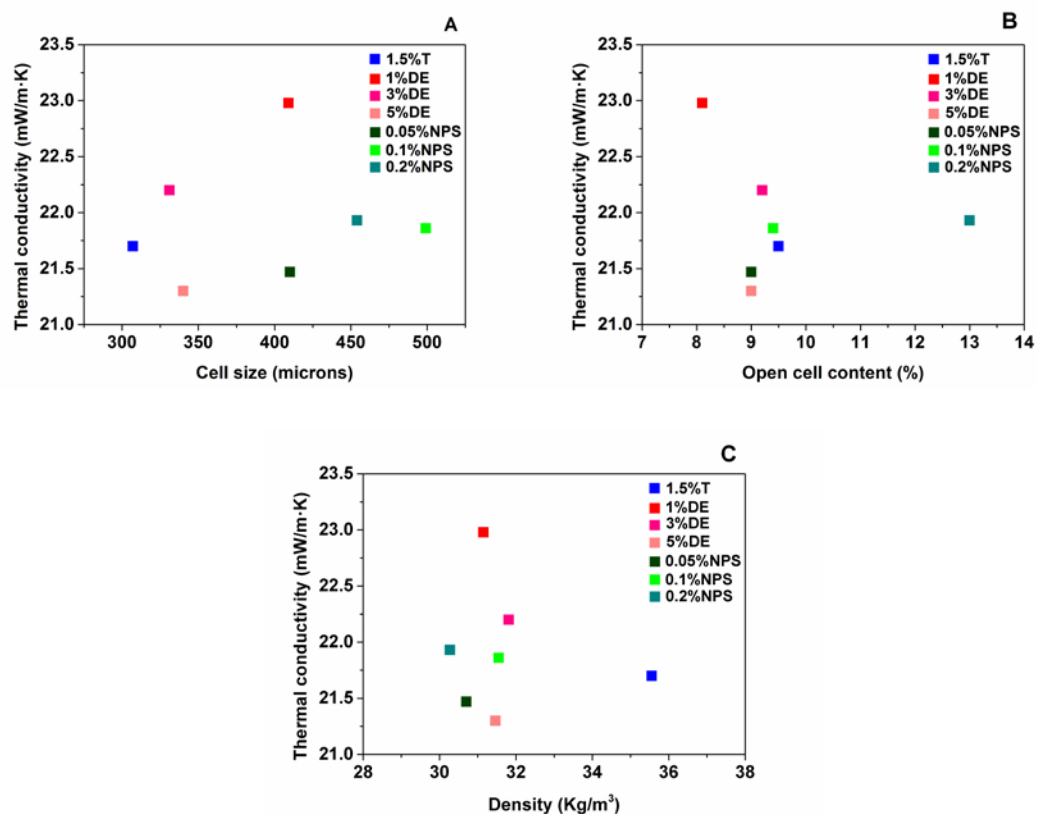 A
Thermal conductivity (mW/m·K)
23.5
23.0
22.5
22.0
21.5
21.0
1.5%T
1%DE
3%DE
5%DE
0.05%NPS
0.1%NPS
0.2%NPS
300 350 400 450 500
Cell size (microns)
B
Thermal conductivity (mW/m·K)
23.5
23.0
22.5
22.0
21.5
21.0
1.5%T
1%DE
3%DE
5%DE
0.05%NPS
0.1%NPS
0.2%NPS
7 8 9 10 11 12 13 14
Open cell content (%)
C
Thermal conductivity (mW/m·K)
23.5
23.0
22.5
22.0
21.5
21.0
1.5%T
1%DE
3%DE
5%DE
0.05%NPS
0.1%NPS
0.2%NPS
28 30 32 34 36 38
Density (Kg/m³)